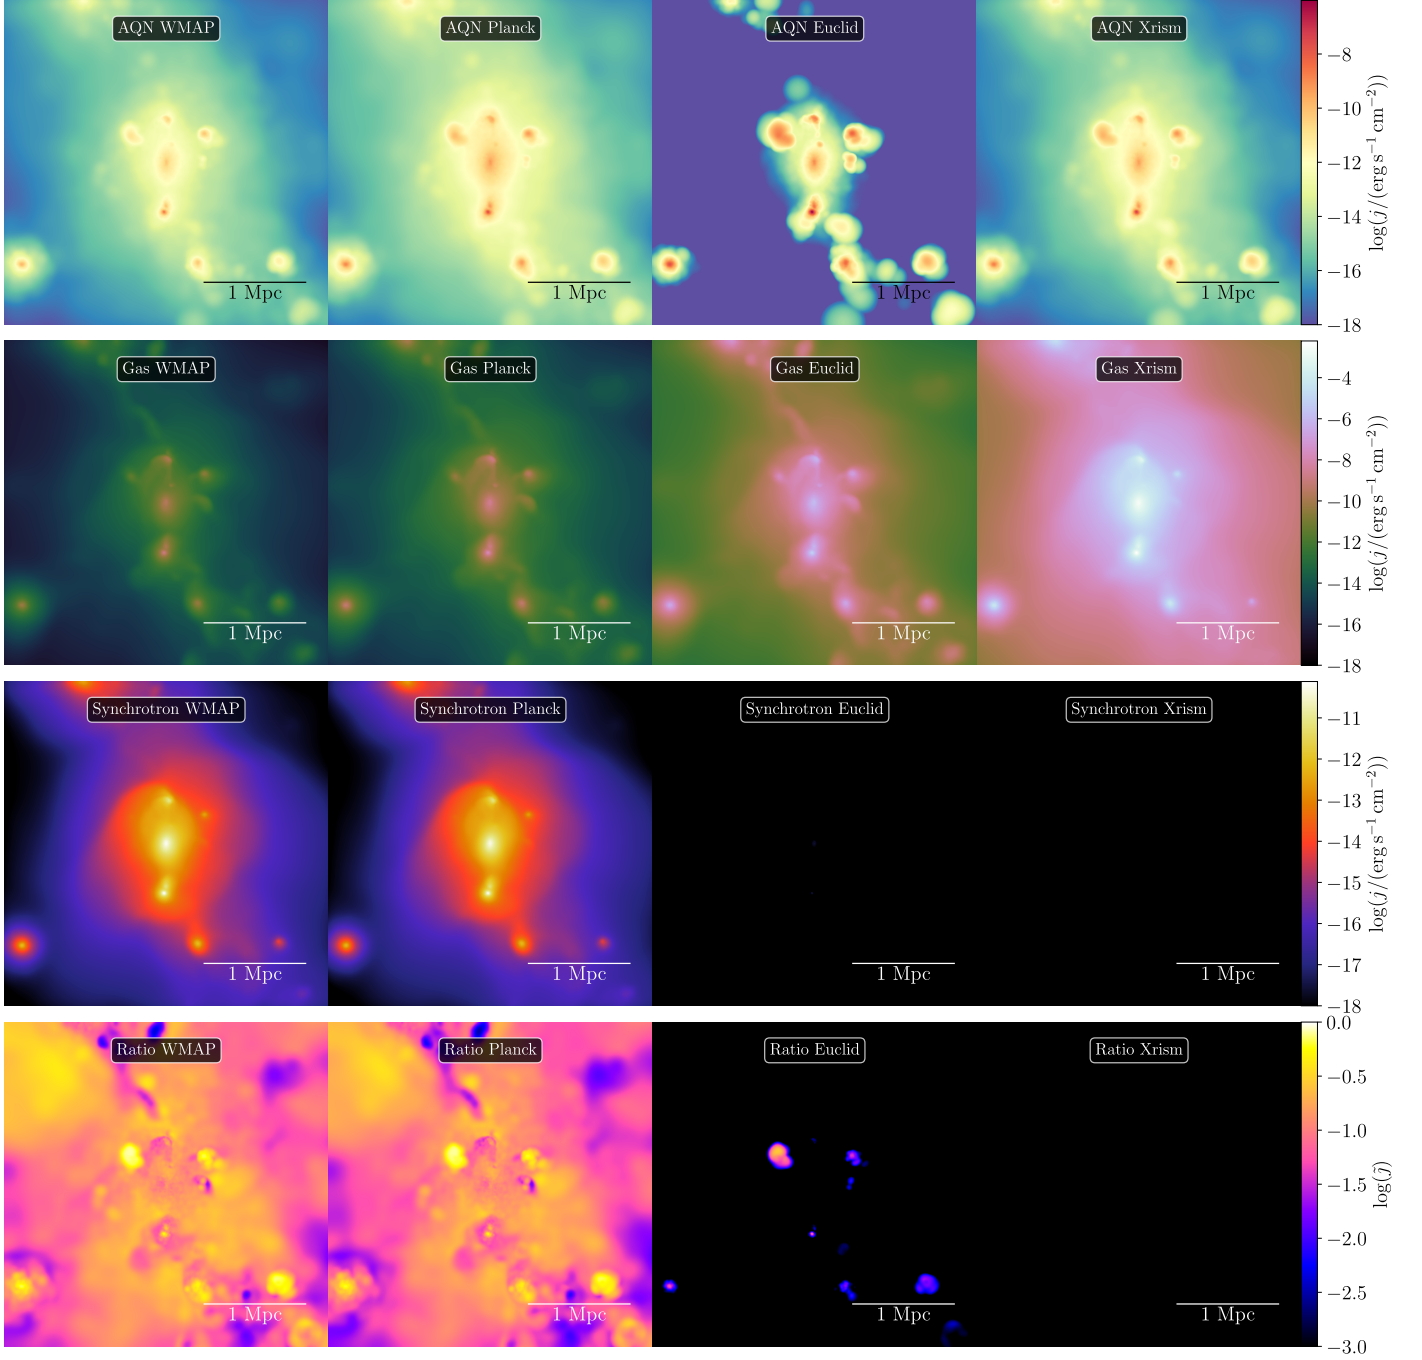 AQN WMAP
AQN Planck
AQN Euclid
AQN Xrism
1 Mpc
1 Mpc
1 Mpc
1 Mpc
−8
−10
−12
−14
−16
−18
log(j/(erg s⁻¹ cm⁻²))
Gas WMAP
Gas Planck
Gas Euclid
Gas Xrism
1 Mpc
1 Mpc
1 Mpc
1 Mpc
−4
−6
−8
−10
−12
−14
−16
−18
log(j/(erg s⁻¹ cm⁻²))
Synchrotron WMAP
Synchrotron Planck
Synchrotron Euclid
Synchrotron Xrism
1 Mpc
1 Mpc
1 Mpc
1 Mpc
−11
−12
−13
−14
−15
−16
−17
−18
log(j/(erg s⁻¹ cm⁻²))
Ratio WMAP
Ratio Planck
Ratio Euclid
Ratio Xrism
1 Mpc
1 Mpc
1 Mpc
1 Mpc
0.0
−0.5
−1.0
−1.5
−2.0
−2.5
−3.0
log(j̃)